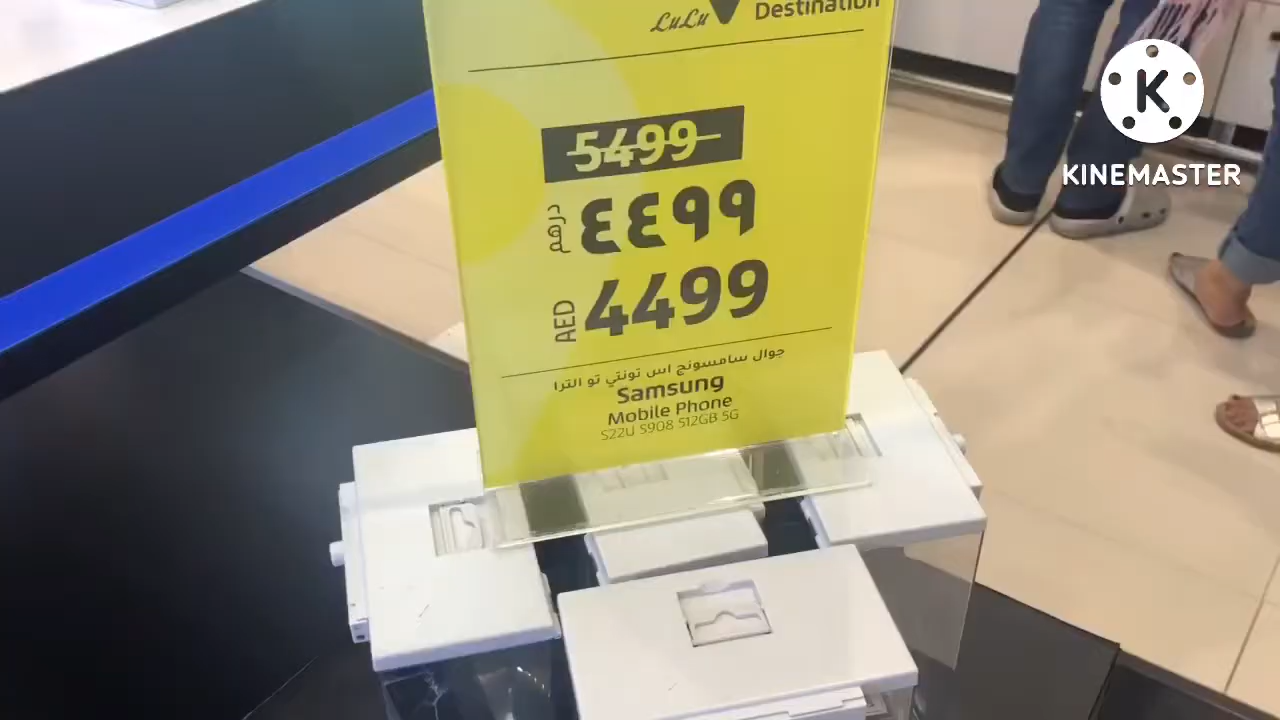 LuLu Destination
5499
درهم ٤٤٩٩
AED 4499
جوال سامسونج اس تونتي تو الترا
Samsung
Mobile Phone
S22U S908 512GB 5G
K
KINEMASTER